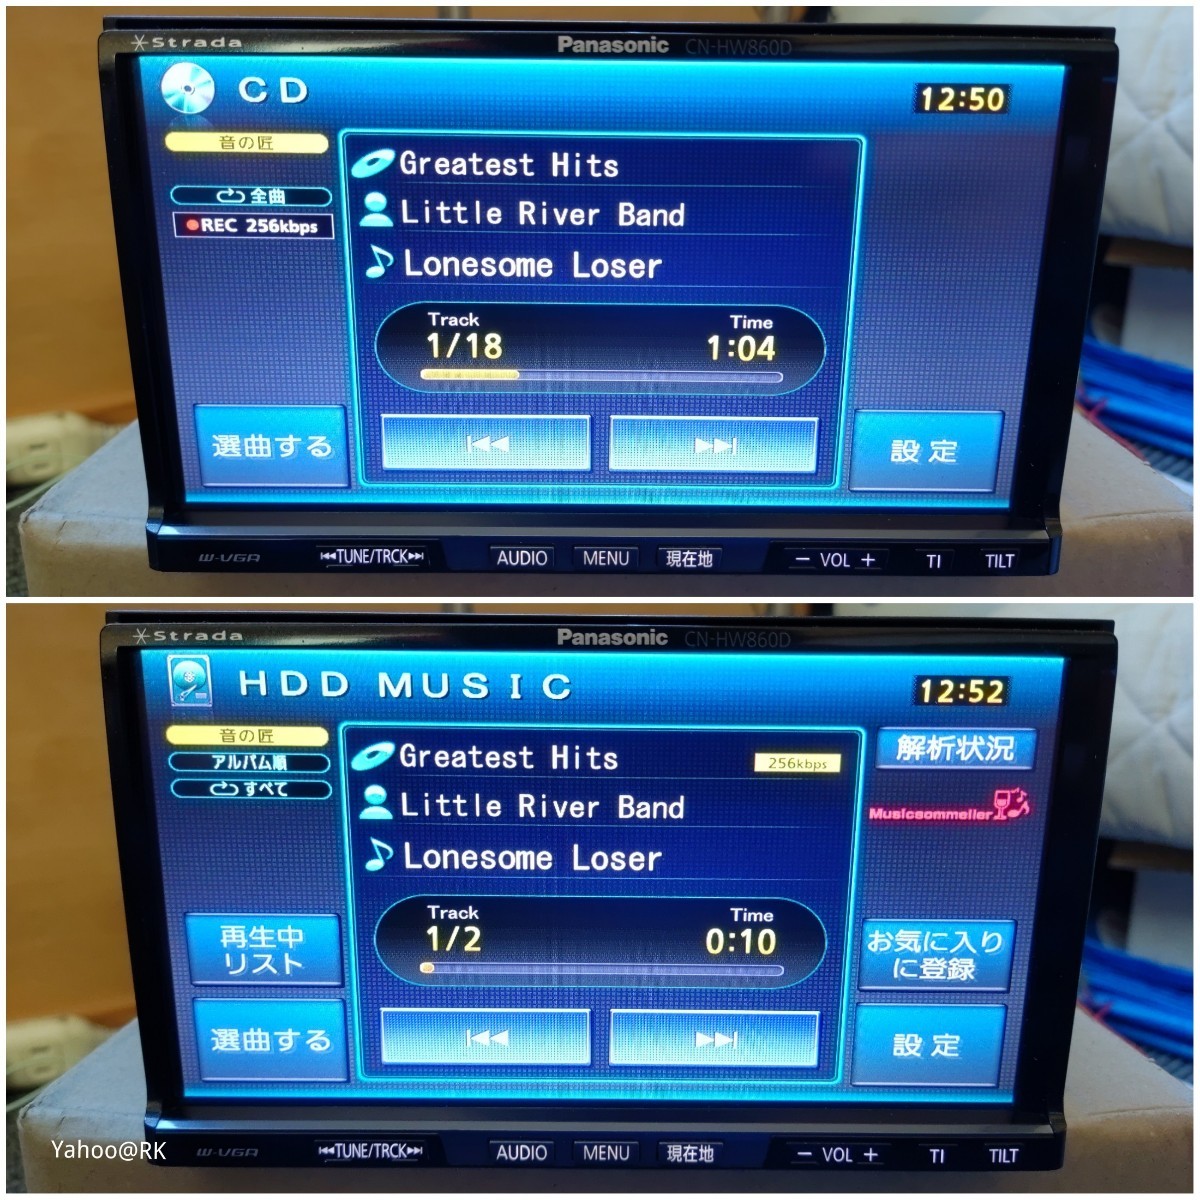 Strada Panasonic CN-HW860D
CD 12:50
音の匠
全曲
REC 256kbps
Greatest Hits
Little River Band
Lonesome Loser
Track Time
1/18 1:04
選曲する
設定
W-VGA TUNE/TRCK AUDIO MENU 現在地 − VOL + TI TILT
Strada Panasonic CN-HW860D
HDD MUSIC 12:52
音の匠
アルバム順
すべて
Greatest Hits 256kbps
Little River Band
Lonesome Loser
解析状況
Musicsommelier
Track Time
1/2 0:10
再生中
リスト
お気に入り
に登録
選曲する
設定
Yahoo@RK
W-VGA TUNE/TRCK AUDIO MENU 現在地 − VOL + TI TILT